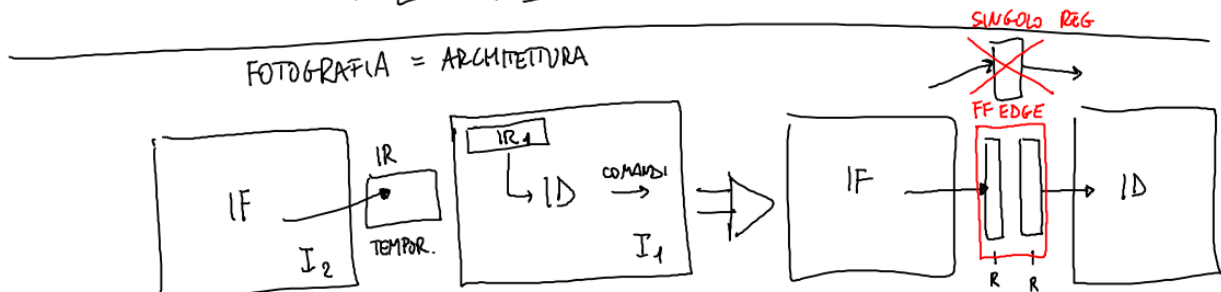 SINGOLO REG
FOTOGRAFIA = ARCHITETTURA
FF EDGE
IF
I2
IR
TEMPOR.
IR1
ID
COMANDI
I1
IF
R
R
ID